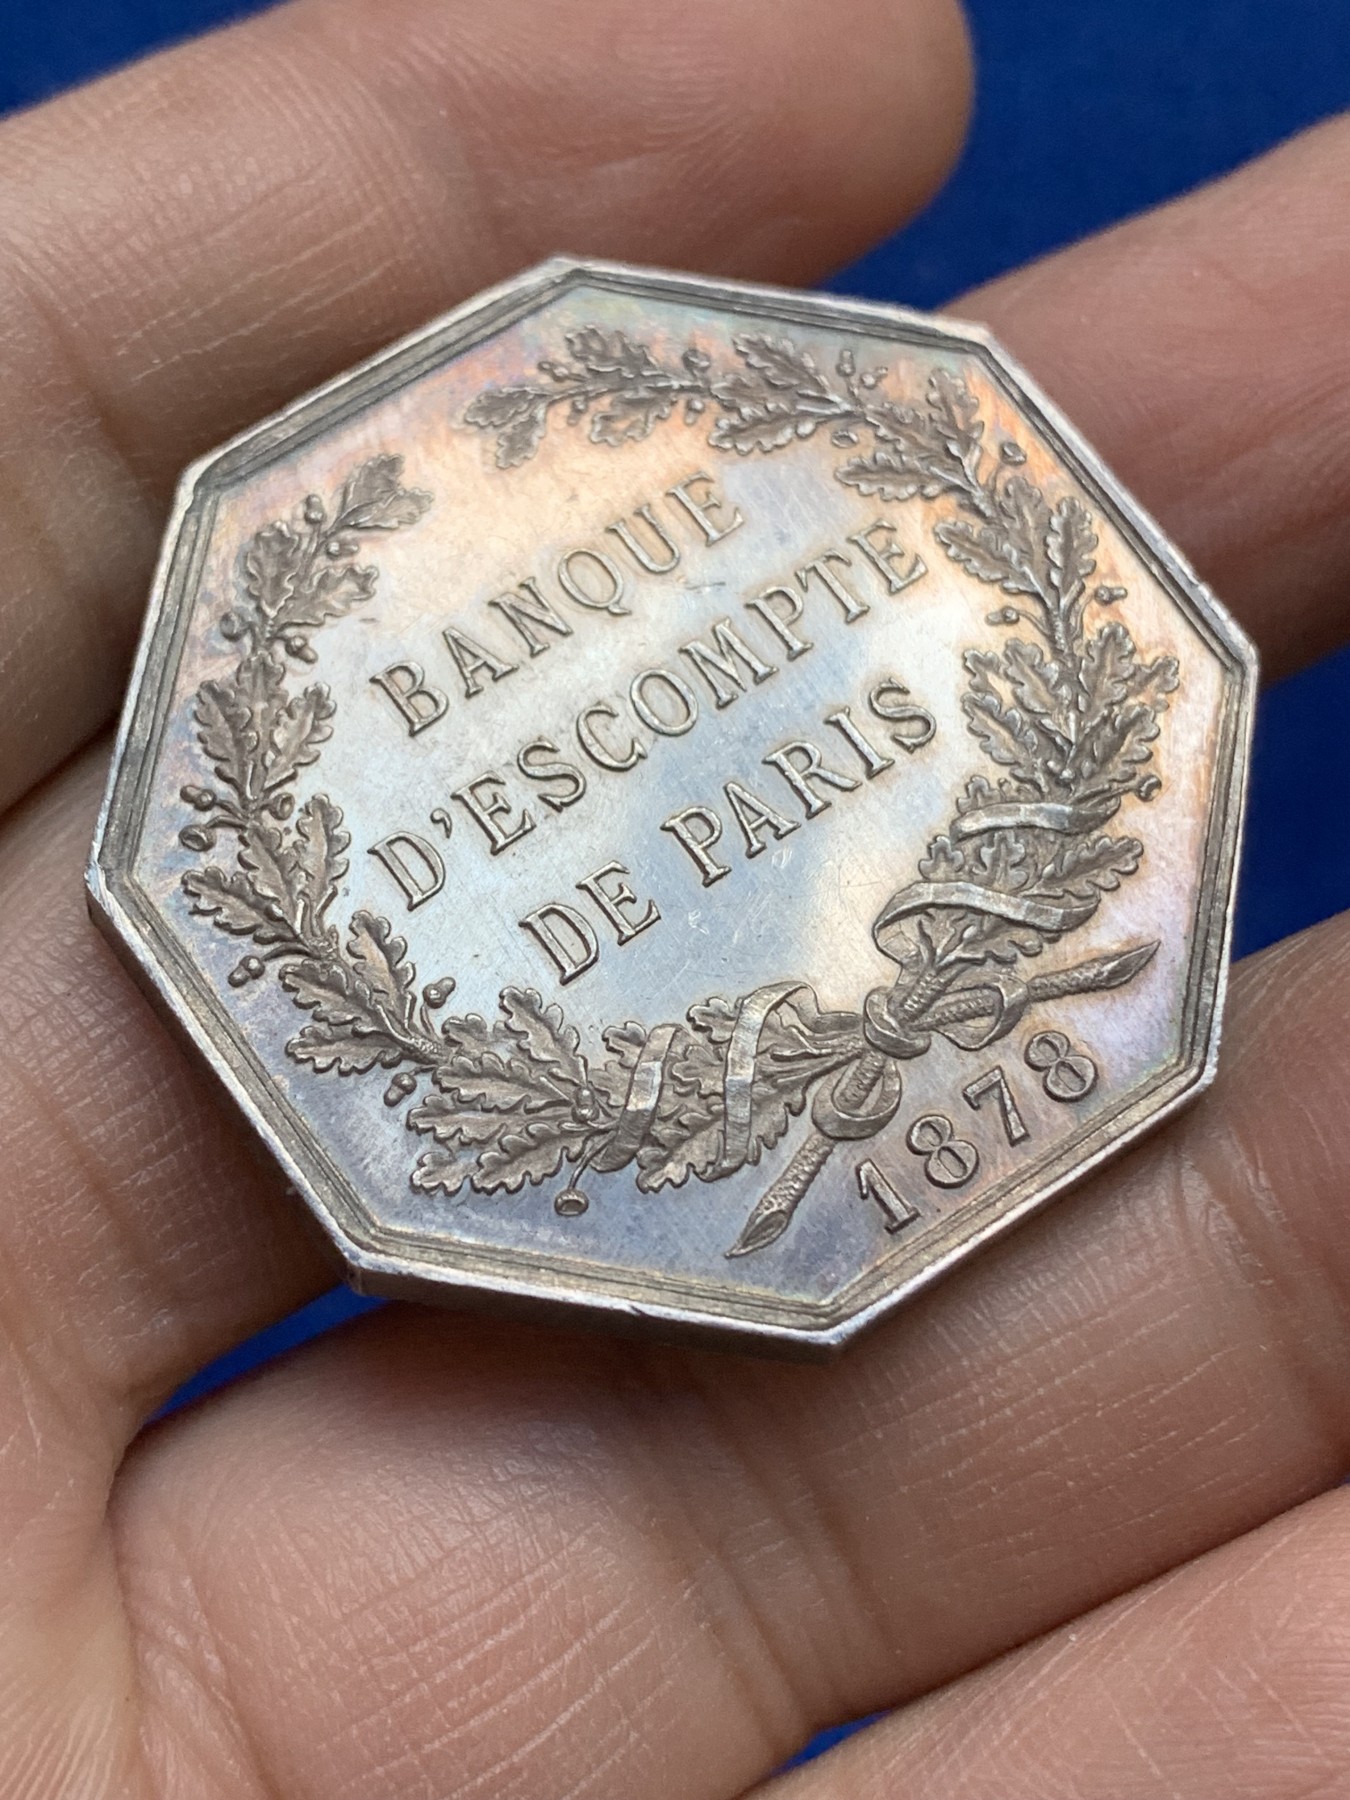 BANQUE
D'ESCOMPTE
DE PARIS
1878